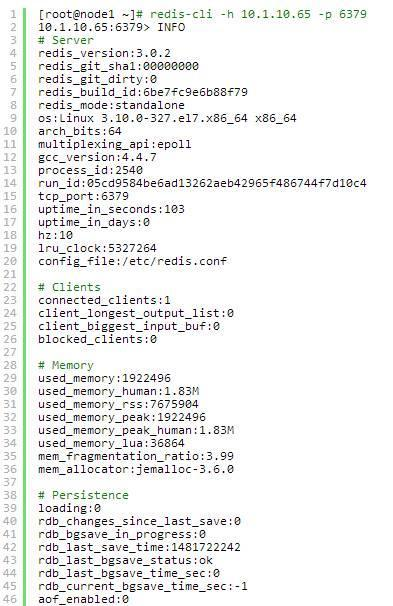 1 [root@node1 ~]# redis-cli -h 10.1.10.65 -p 6379
2 10.1.10.65:6379> INFO
3 # Server
4 redis_version:3.0.2
5 redis_git_sha1:00000000
6 redis_git_dirty:0
7 redis_build_id:6be7fc9e6b88f79
8 redis_mode:standalone
9 os:Linux 3.10.0-327.el7.x86_64 x86_64
10 arch_bits:64
11 multiplexing_api:epoll
12 gcc_version:4.4.7
13 process_id:2540
14 run_id:05cd9584be6ad13262aeb42965f486744f7d10c4
15 tcp_port:6379
16 uptime_in_seconds:103
17 uptime_in_days:0
18 hz:10
19 lru_clock:5327264
20 config_file:/etc/redis.conf
21
22 # Clients
23 connected_clients:1
24 client_longest_output_list:0
25 client_biggest_input_buf:0
26 blocked_clients:0
27
28 # Memory
29 used_memory:1922496
30 used_memory_human:1.83M
31 used_memory_rss:7675904
32 used_memory_peak:1922496
33 used_memory_peak_human:1.83M
34 used_memory_lua:36864
35 mem_fragmentation_ratio:3.99
36 mem_allocator:jemalloc-3.6.0
37
38 # Persistence
39 loading:0
40 rdb_changes_since_last_save:0
41 rdb_bgsave_in_progress:0
42 rdb_last_save_time:1481722242
43 rdb_last_bgsave_status:ok
44 rdb_last_bgsave_time_sec:0
45 rdb_current_bgsave_time_sec:-1
46 aof_enabled:0